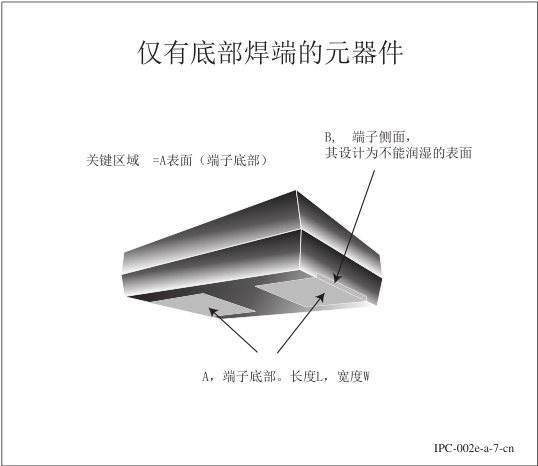 仅有底部焊端的元器件
B, 端子侧面，
其设计为不能润湿的表面
关键区域 =A表面（端子底部）
A，端子底部。长度L，宽度W
IPC-002e-a-7-cn